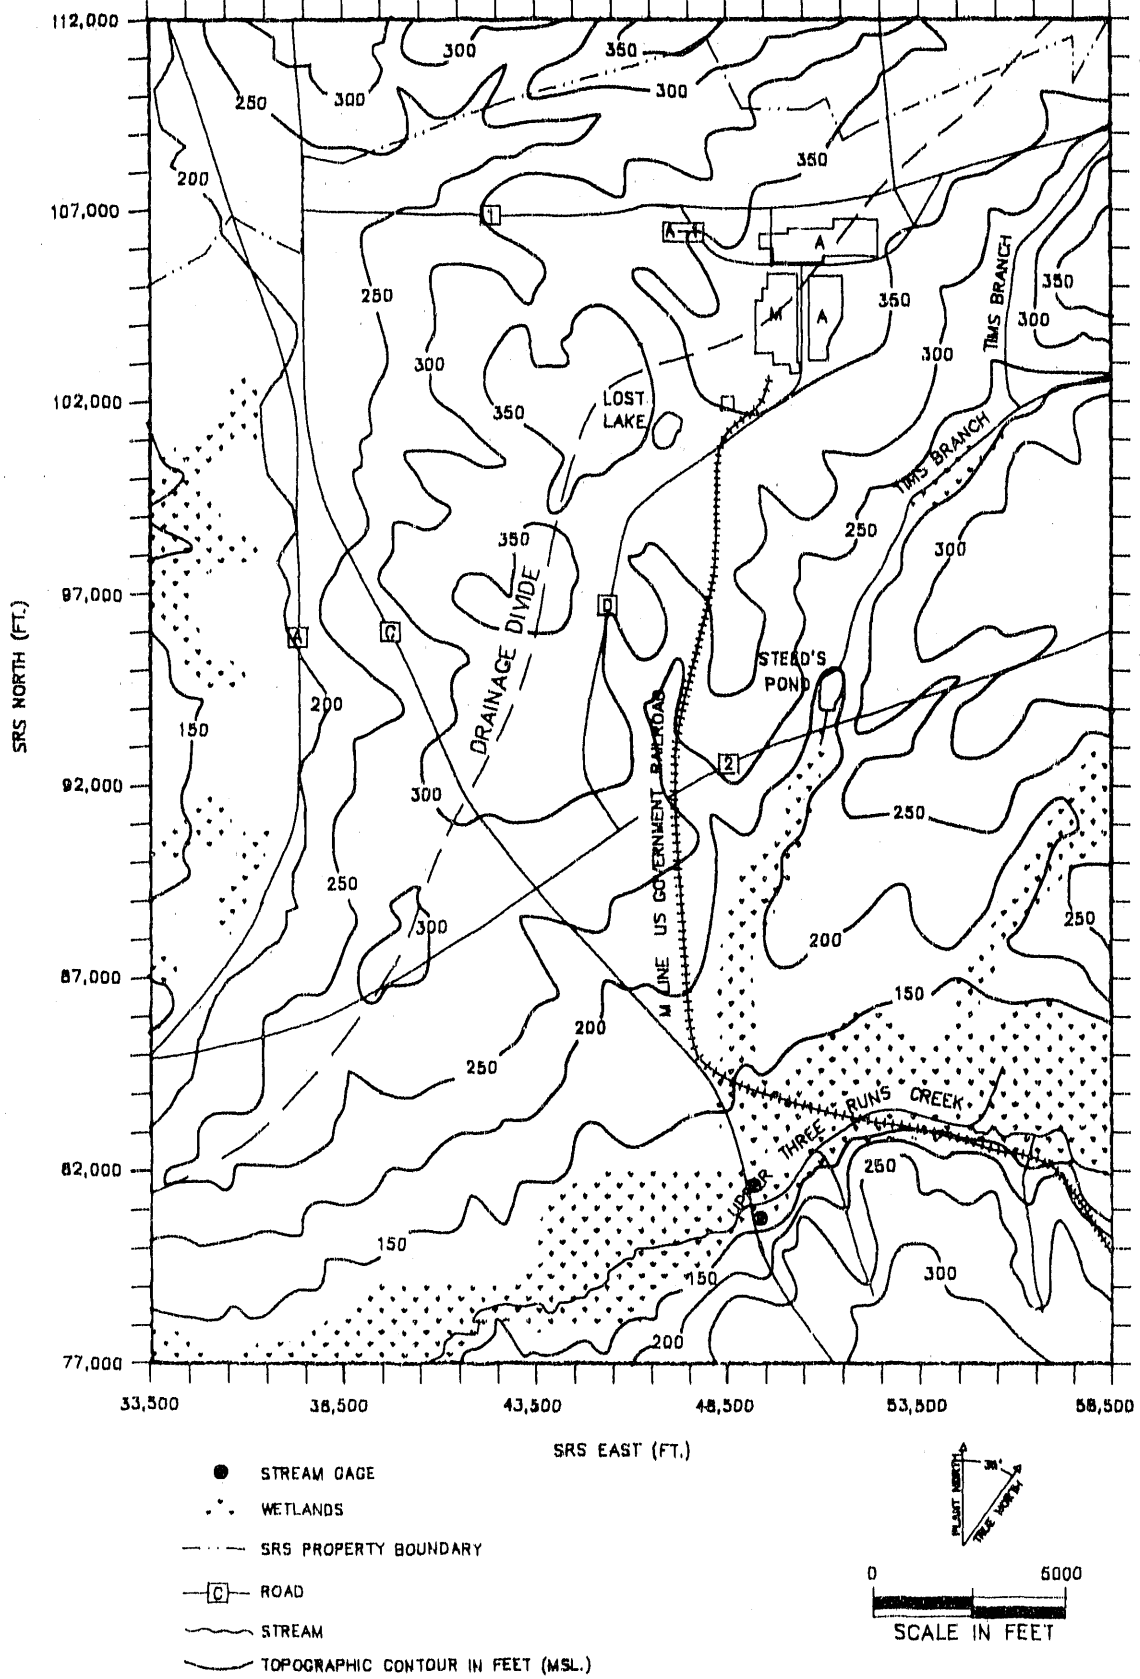 112,000
300
350
250
300
300
350
200
107,000
1
A-1
A
TIMS BRANCH
250
350
350
M
A
300
300
300
102,000
LOST
LAKE
350
TIMS BRANCH
250
350
300
97,000
D
A
C
STEED'S
POND
DRAINAGE DIVIDE
200
150
2
92,000
300
250
M LINE US GOVERNMENT RAILROAD
250
300
200
250
87,000
150
200
250
UPPER THREE RUNS CREEK
82,000
250
150
150
300
200
77,000
SRS NORTH (FT.)
33,500
38,500
43,500
48,500
53,500
58,500
SRS EAST (FT.)
STREAM GAGE
WETLANDS
SRS PROPERTY BOUNDARY
C ROAD
STREAM
TOPOGRAPHIC CONTOUR IN FEET (MSL.)
PLANT NORTH
TRUE NORTH
0 5000
SCALE IN FEET